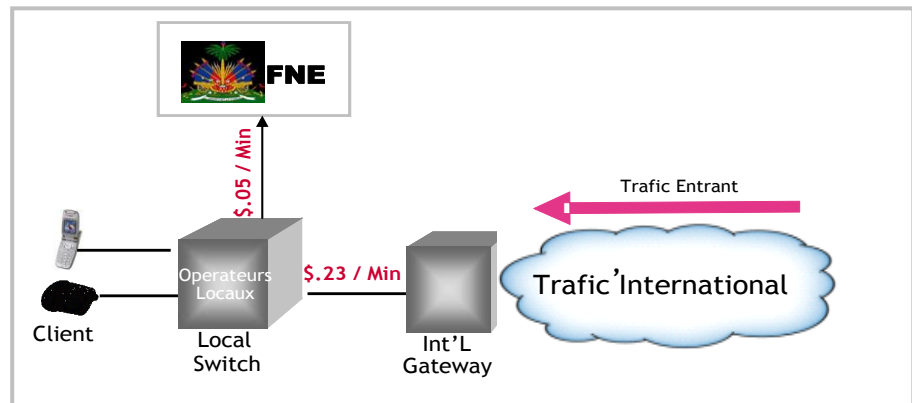 FNE
$.05 / Min
Trafic Entrant
Operateurs
Locaux
$.23 / Min
Trafic'International
Client
Local
Switch
Int'L
Gateway